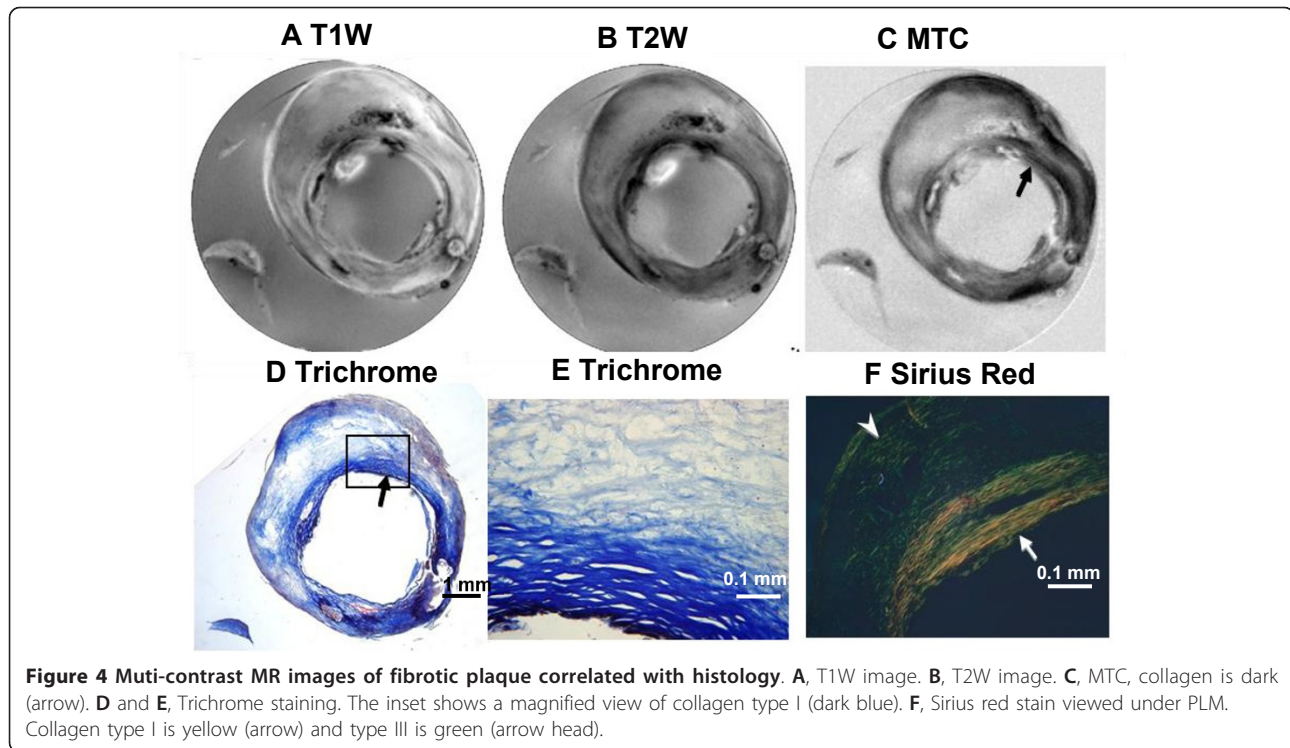 A T1W
B T2W
C MTC
D Trichrome
E Trichrome
F Sirius Red
1 mm
0.1 mm
0.1 mm
Figure 4 Muti-contrast MR images of fibrotic plaque correlated with histology. A, T1W image. B, T2W image. C, MTC, collagen is dark
(arrow). D and E, Trichrome staining. The inset shows a magnified view of collagen type I (dark blue). F, Sirius red stain viewed under PLM.
Collagen type I is yellow (arrow) and type III is green (arrow head).